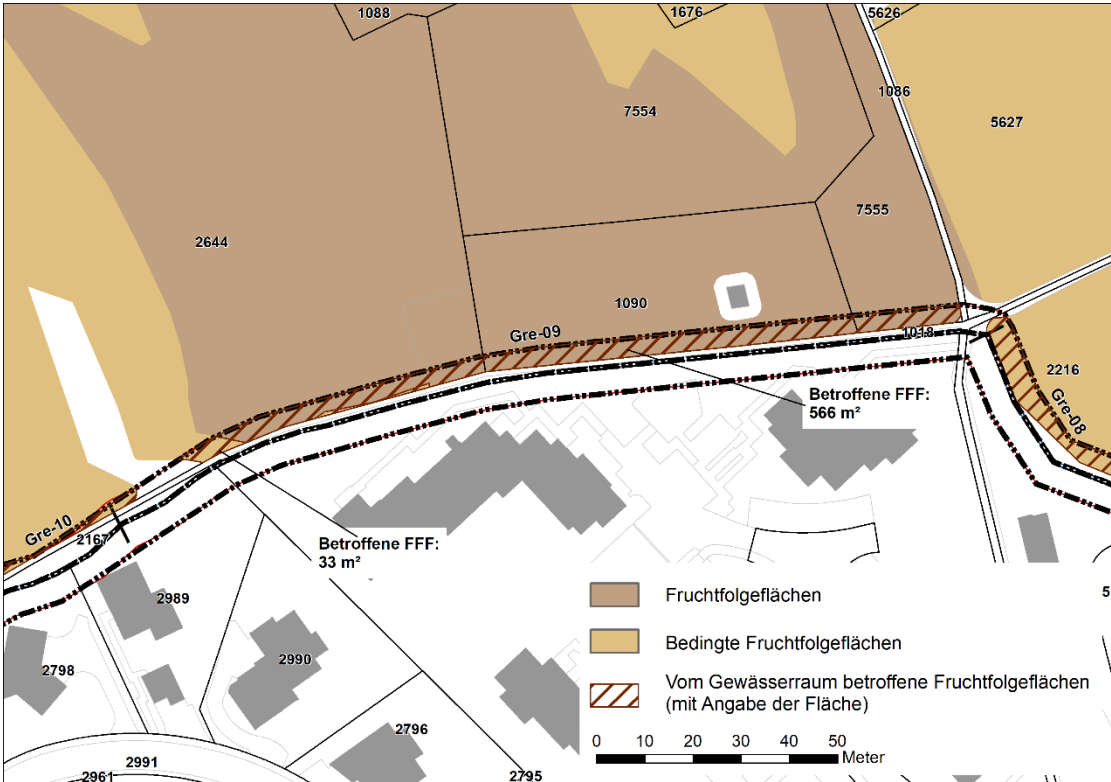 1088
1676
5626
7554
1086
5627
7555
2644
1090
Gre-09
1018
2216
Betroffene FFF:
566 m²
Gre-08
Gre-10
2167
Betroffene FFF:
33 m²
2989
2990
2798
2796
2991
2961
2795
5
Fruchtfolgeflächen
Bedingte Fruchtfolgeflächen
Vom Gewässerraum betroffene Fruchtfolgeflächen
(mit Angabe der Fläche)
0 10 20 30 40 50
Meter